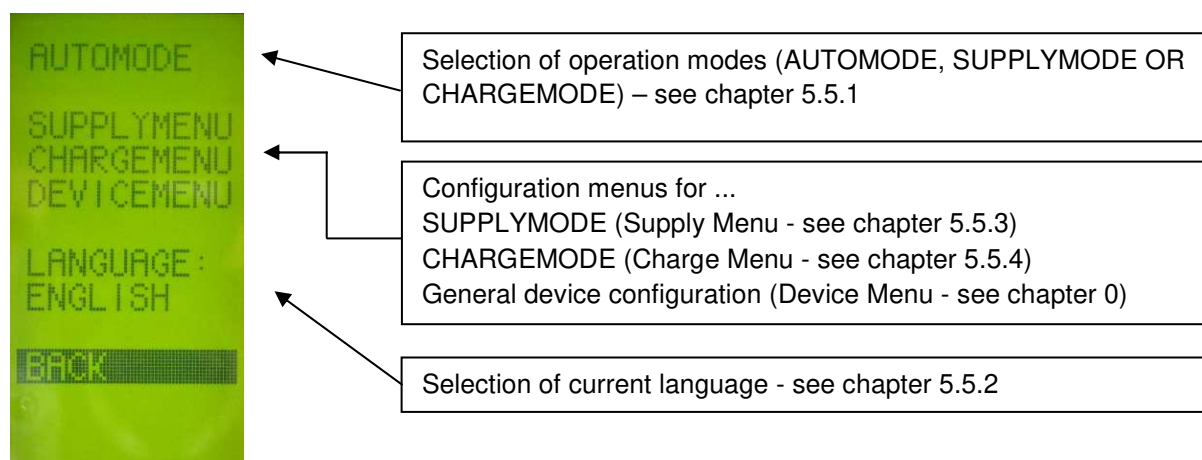 AUTOMODE
SUPPLYMENU
CHARGEMENU
DEVICEMENU
LANGUAGE:
ENGLISH
BACK
Selection of operation modes (AUTOMODE, SUPPLYMODE OR
CHARGEMODE) – see chapter 5.5.1
Configuration menus for ...
SUPPLYMODE (Supply Menu - see chapter 5.5.3)
CHARGEMODE (Charge Menu - see chapter 5.5.4)
General device configuration (Device Menu - see chapter 0)
Selection of current language - see chapter 5.5.2